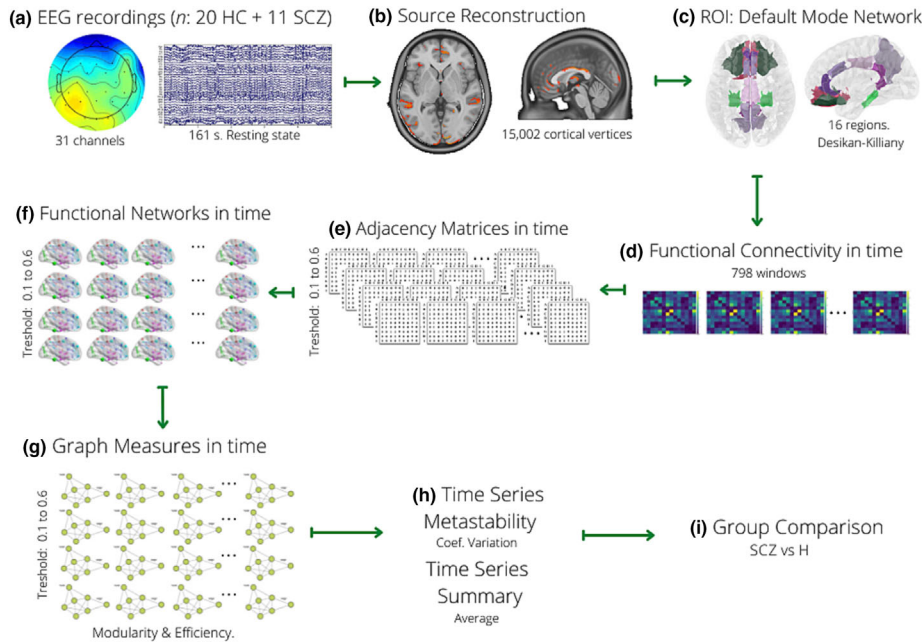 (a) EEG recordings (n: 20 HC + 11 SCZ)
31 channels
161 s. Resting state
(b) Source Reconstruction
15,002 cortical vertices
(c) ROI: Default Mode Network
16 regions.
Desikan-Killiany
(d) Functional Connectivity in time
798 windows
...
(e) Adjacency Matrices in time
Treshold: 0.1 to 0.6
...
...
(f) Functional Networks in time
Treshold: 0.1 to 0.6
...
...
(g) Graph Measures in time
Treshold: 0.1 to 0.6
...
...
Modularity & Efficiency.
(h) Time Series
Metastability
Coef. Variation
Time Series
Summary
Average
(i) Group Comparison
SCZ vs H